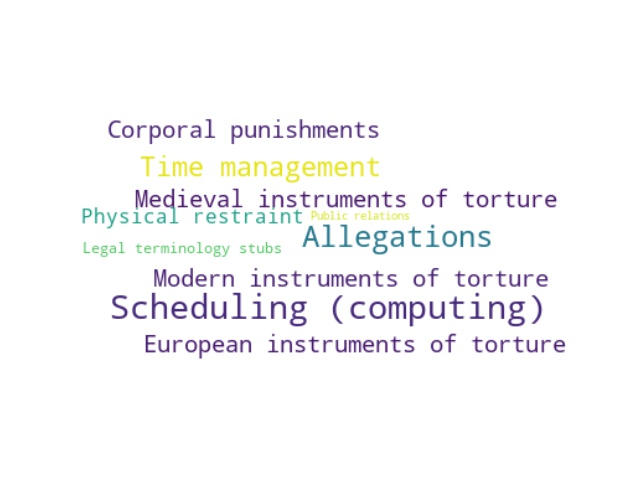 Corporal punishments
Time management
Medieval instruments of torture
Physical restraint
Public relations
Allegations
Legal terminology stubs
Modern instruments of torture
Scheduling (computing)
European instruments of torture